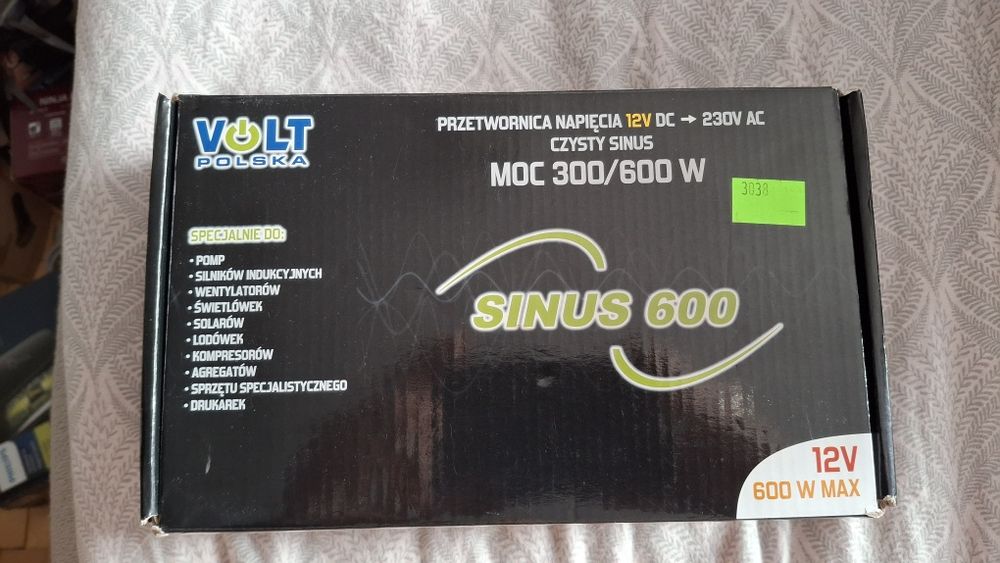 VOLT
POLSKA
PRZETWORNICA NAPIĘCIA 12V DC → 230V AC
CZYSTY SINUS
MOC 300/600 W
3038
SPECJALNIE DO:
• POMP
• SILNIKÓW INDUKCYJNYCH
• WENTYLATORÓW
• ŚWIETLÓWEK
• SOLARÓW
• LODÓWEK
• KOMPRESORÓW
• AGREGATÓW
• SPRZĘTU SPECJALISTYCZNEGO
• DRUKAREK
SINUS 600
12V
600 W MAX